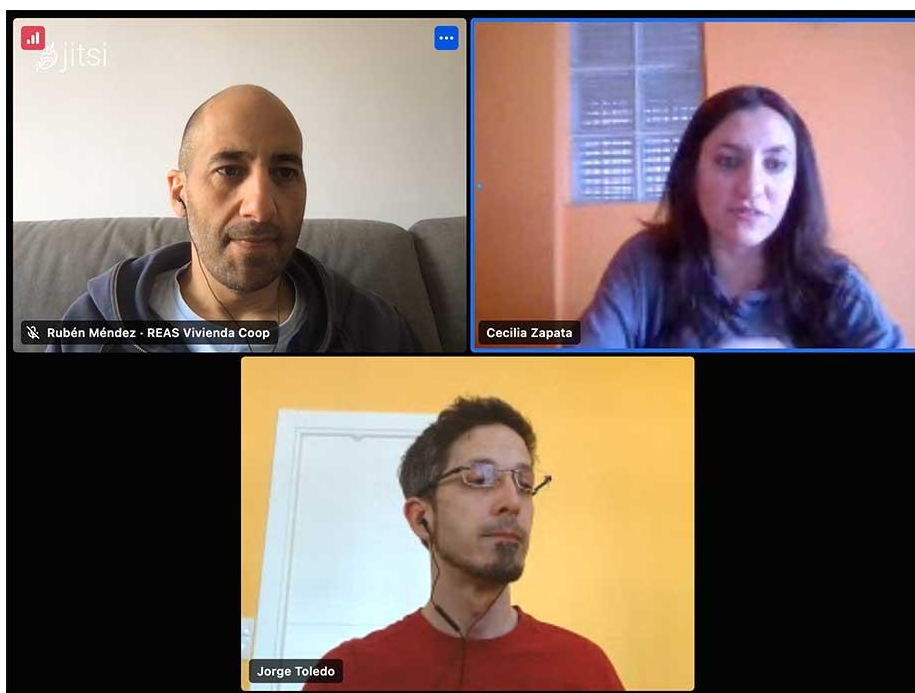 jitsi
Rubén Méndez · REAS Vivienda Coop
Cecilia Zapata
Jorge Toledo